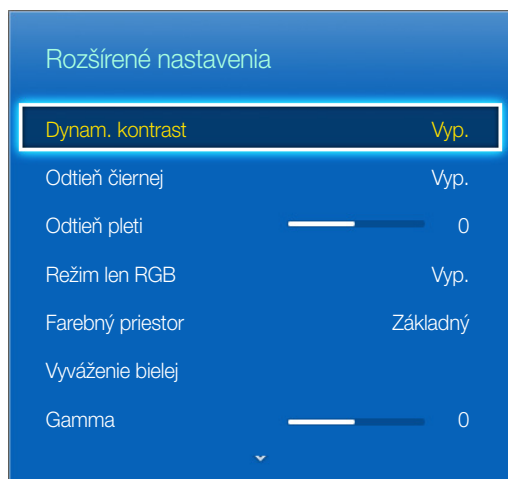 Rozšírené nastavenia
Dynam. kontrast Vyp.
Odtieň čiernej Vyp.
Odtieň pleti 0
Režim len RGB Vyp.
Farebný priestor Základný
Vyváženie bielej
Gamma 0